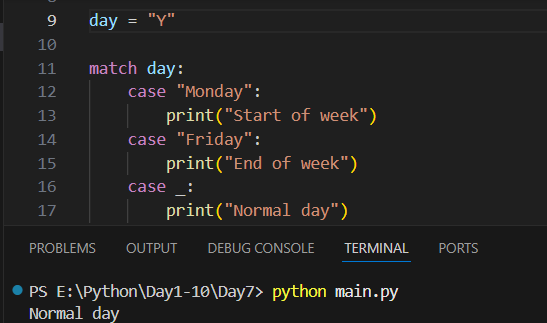 9 day = "Y"
10
11 match day:
12     case "Monday":
13         print("Start of week")
14     case "Friday":
15         print("End of week")
16     case _:
17         print("Normal day")
PROBLEMS OUTPUT DEBUG CONSOLE TERMINAL PORTS
PS E:\Python\Day1-10\Day7> python main.py
Normal day